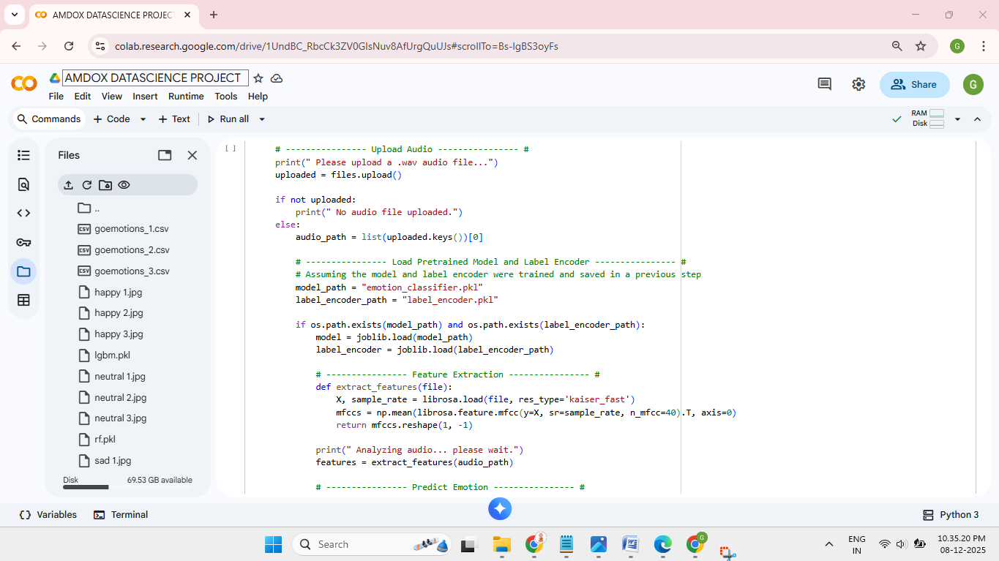 AMDOX DATASCIENCE PROJECT
colab.research.google.com/drive/1UndBC_RbcCk3ZV0GIsNuv8AfUrgQuUJs#scrollTo=Bs-IgBS3oyFs
G
AMDOX DATASCIENCE PROJECT
File Edit View Insert Runtime Tools Help
Share
G
Commands + Code + Text Run all
RAM
Disk
Files
..
goemotions_1.csv
goemotions_2.csv
goemotions_3.csv
happy 1.jpg
happy 2.jpg
happy 3.jpg
lgbm.pkl
neutral 1.jpg
neutral 2.jpg
neutral 3.jpg
rf.pkl
sad 1.jpg
Disk 69.53 GB available
[ ]
# ---------------- Upload Audio ---------------- #
print(" Please upload a .wav audio file...")
uploaded = files.upload()
if not uploaded:
print(" No audio file uploaded.")
else:
audio_path = list(uploaded.keys())[0]
# ---------------- Load Pretrained Model and Label Encoder ---------------- #
# Assuming the model and label encoder were trained and saved in a previous step
model_path = "emotion_classifier.pkl"
label_encoder_path = "label_encoder.pkl"
if os.path.exists(model_path) and os.path.exists(label_encoder_path):
model = joblib.load(model_path)
label_encoder = joblib.load(label_encoder_path)
# ---------------- Feature Extraction ---------------- #
def extract_features(file):
X, sample_rate = librosa.load(file, res_type='kaiser_fast')
mfccs = np.mean(librosa.feature.mfcc(y=X, sr=sample_rate, n_mfcc=40).T, axis=0)
return mfccs.reshape(1, -1)
print(" Analyzing audio... please wait.")
features = extract_features(audio_path)
# ---------------- Predict Emotion ---------------- #
Variables Terminal
Python 3
Search
ENG
IN
10.35.20 PM
08-12-2025